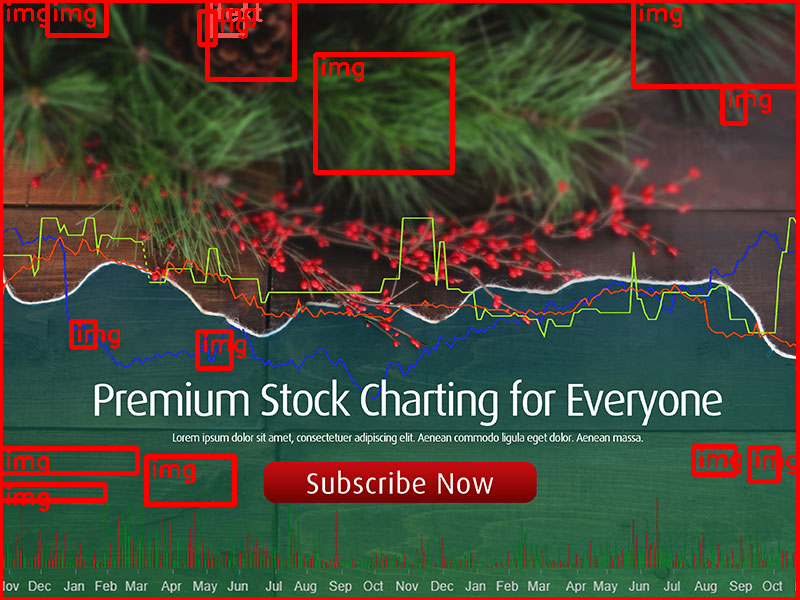 img img text img
img
img
img
img
img
Premium Stock Charting for Everyone
Lorem ipsum dolor sit amet, consectetuer adipiscing elit. Aenean commodo ligula eget dolor. Aenean massa.
img img img img
Subscribe Now
img
Dec Jan Feb Mar Apr May Jun Jul Aug Sep Oct Nov Dec Jan Feb Mar Apr May Jun Jul Aug Sep Oct